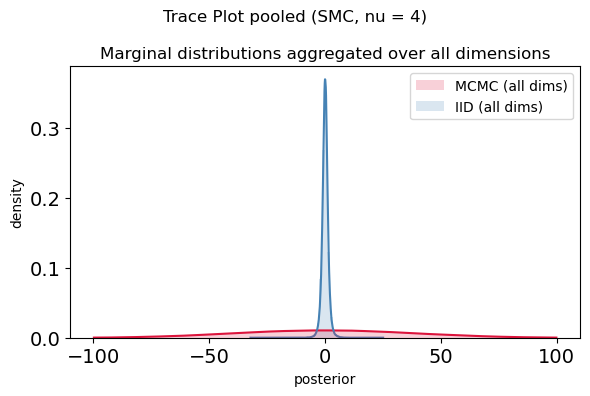 Trace Plot pooled (SMC, nu = 4)
Marginal distributions aggregated over all dimensions
MCMC (all dims)
IID (all dims)
density
0.3
0.2
0.1
0.0
−100
−50
0
50
100
posterior